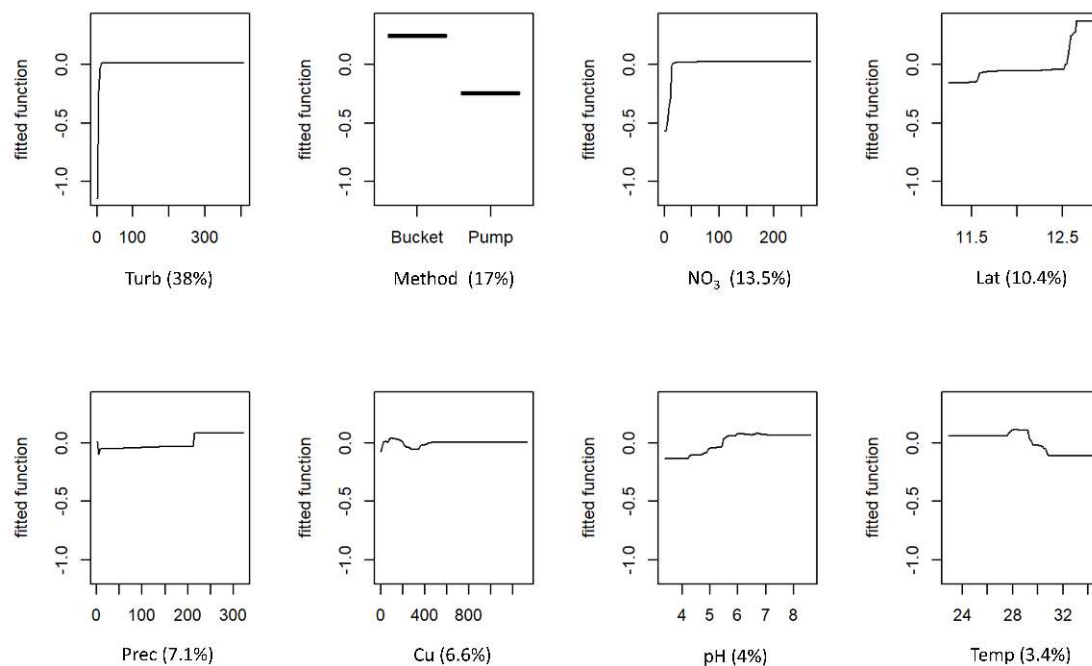 fitted function
0.0
-0.5
-1.0
0 100 300
Turb (38%)
fitted function
0.0
-0.5
-1.0
Bucket Pump
Method (17%)
fitted function
0.0
-0.5
-1.0
0 100 200
NO₃ (13.5%)
fitted function
0.0
-0.5
-1.0
11.5 12.5
Lat (10.4%)
fitted function
0.0
-0.5
-1.0
0 100 200 300
Prec (7.1%)
fitted function
0.0
-0.5
-1.0
0 400 800
Cu (6.6%)
fitted function
0.0
-0.5
-1.0
4 5 6 7 8
pH (4%)
fitted function
0.0
-0.5
-1.0
24 28 32
Temp (3.4%)